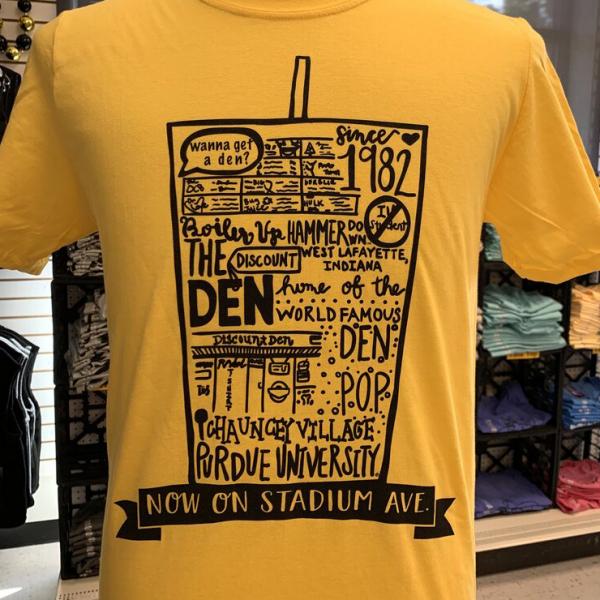 wanna get
a den?
Since
1982
Boiler Up HAMMER DOWN
IU
Student
THE DISCOUNT
WEST LAFAYETTE,
INDIANA
DEN home of the
WORLD FAMOUS
DEN
POP
DISCOUNT DEN
CHAUNCEY VILLAGE
PURDUE UNIVERSITY.
NOW ON STADIUM AVE.